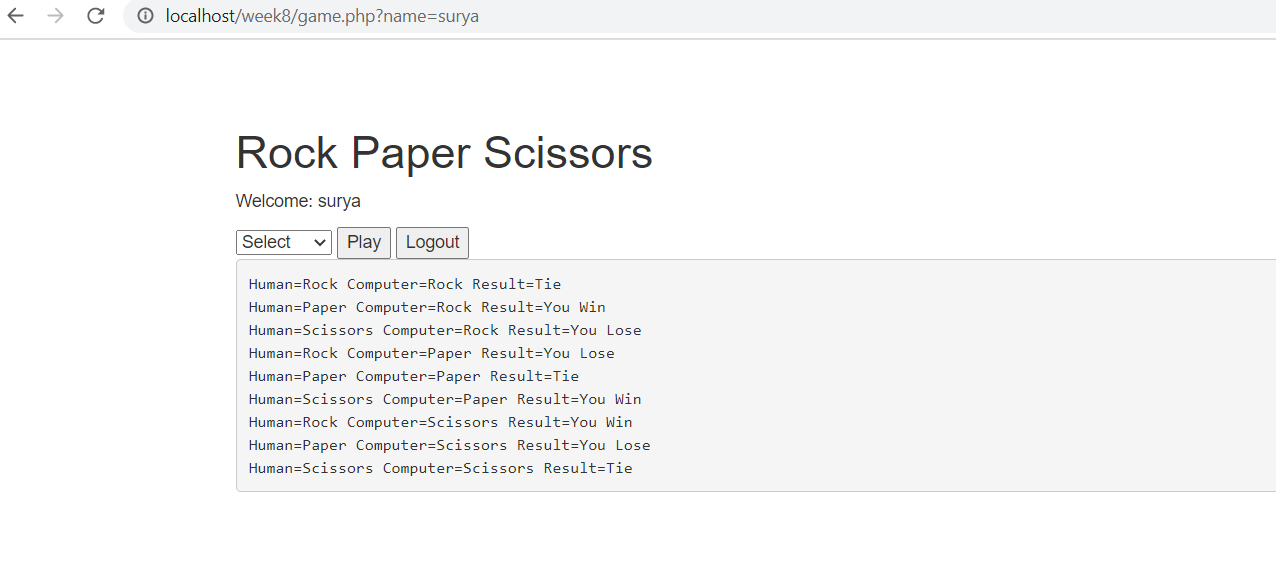 localhost/week8/game.php?name=surya
Rock Paper Scissors
Welcome: surya
Select Play Logout
Human=Rock Computer=Rock Result=Tie
Human=Paper Computer=Rock Result=You Win
Human=Scissors Computer=Rock Result=You Lose
Human=Rock Computer=Paper Result=You Lose
Human=Paper Computer=Paper Result=Tie
Human=Scissors Computer=Paper Result=You Win
Human=Rock Computer=Scissors Result=You Win
Human=Paper Computer=Scissors Result=You Lose
Human=Scissors Computer=Scissors Result=Tie